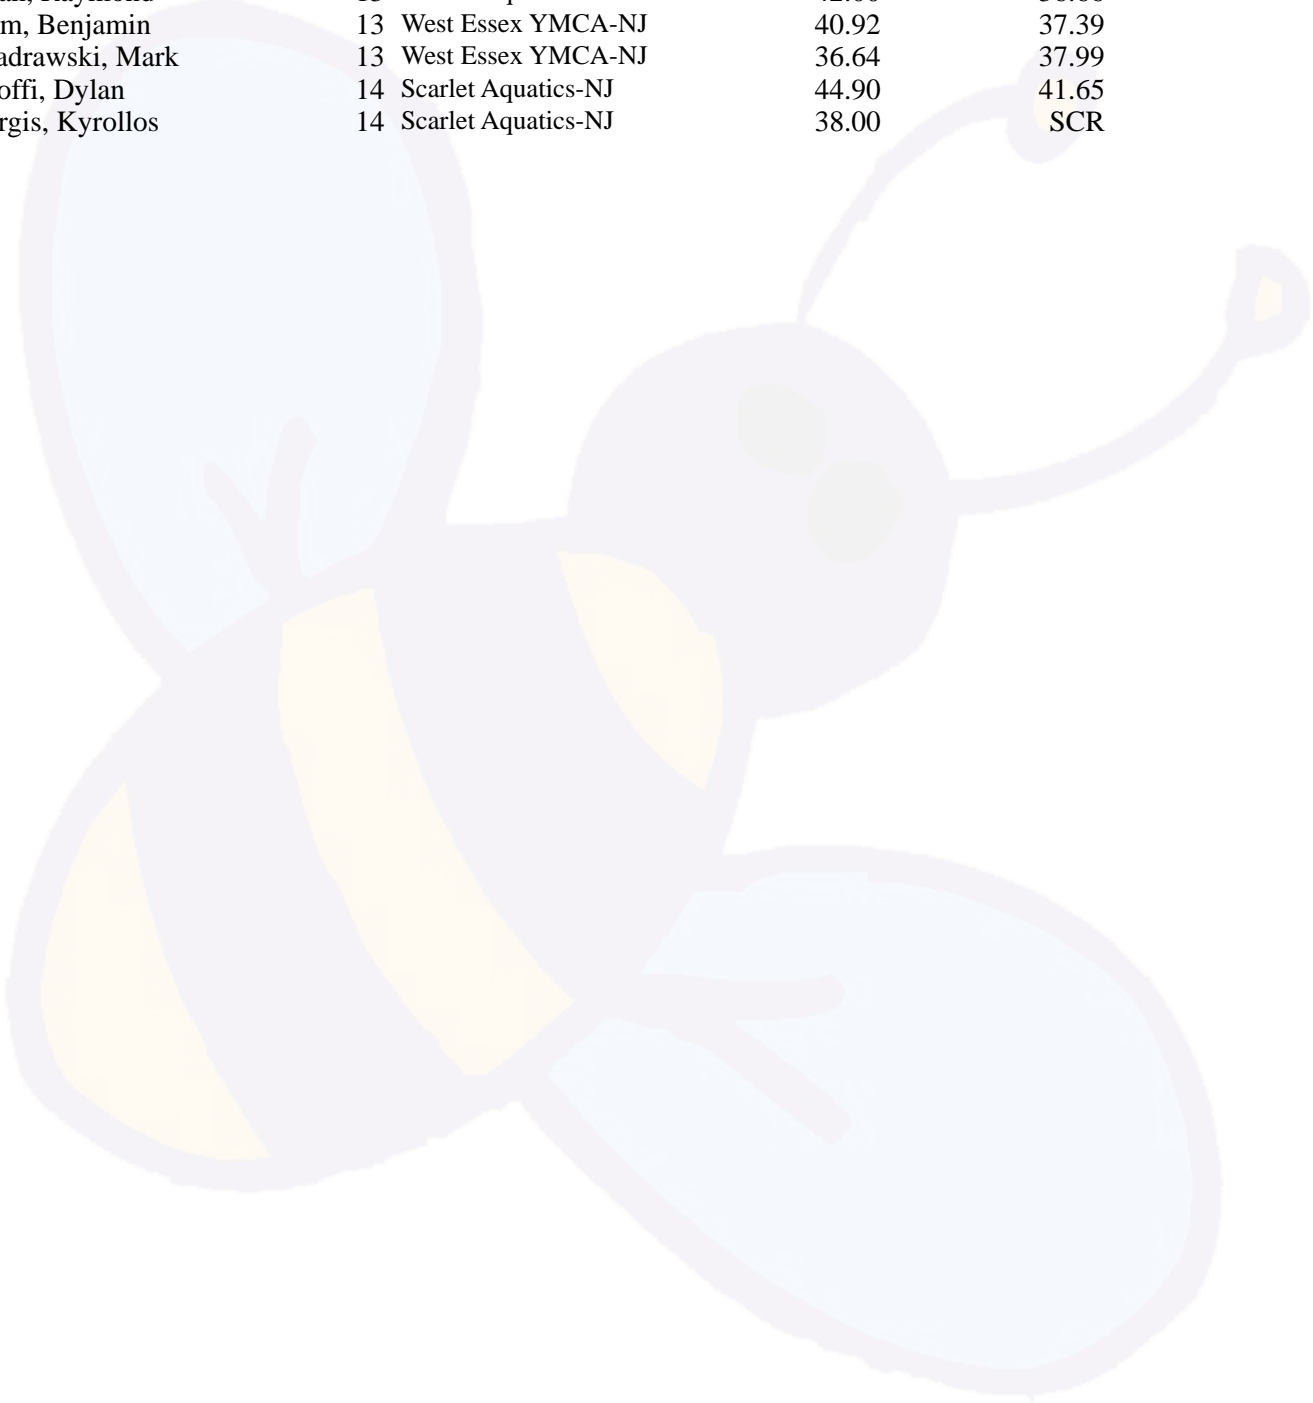 m, Benjamin 13 West Essex YMCA-NJ 40.92 37.39
adrawski, Mark 13 West Essex YMCA-NJ 36.64 37.99
offi, Dylan 14 Scarlet Aquatics-NJ 44.90 41.65
rgis, Kyrollos 14 Scarlet Aquatics-NJ 38.00 SCR